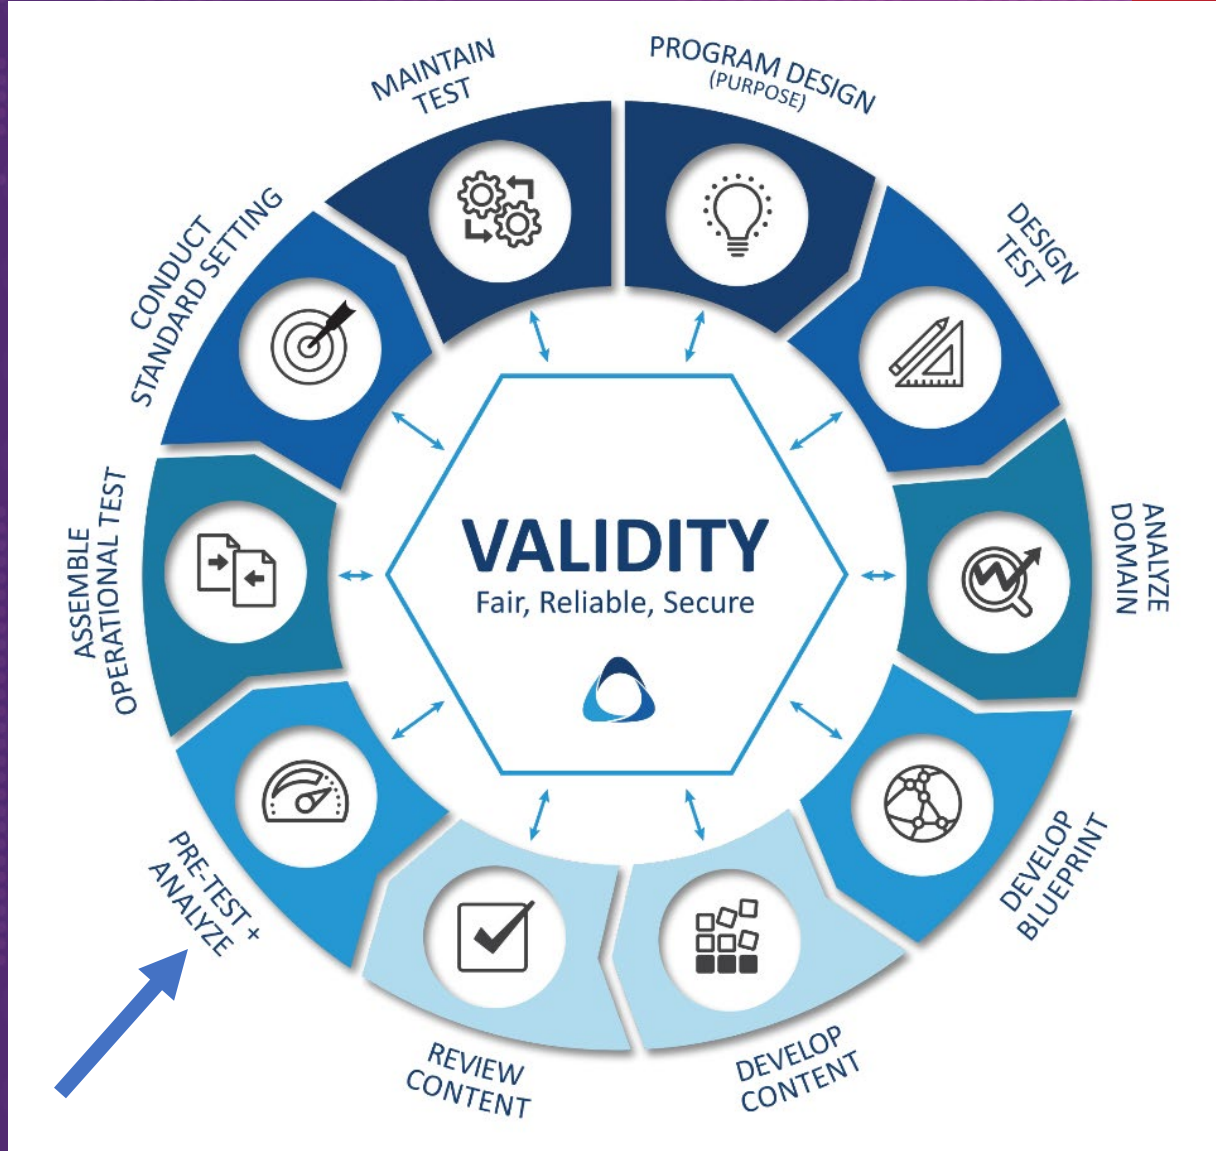 PROGRAM DESIGN
(PURPOSE)
DESIGN
TEST
ANALYZE
DOMAIN
DEVELOP
BLUEPRINT
DEVELOP
CONTENT
REVIEW
CONTENT
PRE-TEST +
ANALYZE
ASSEMBLE
OPERATIONAL TEST
CONDUCT
STANDARD SETTING
MAINTAIN
TEST
VALIDITY
Fair, Reliable, Secure